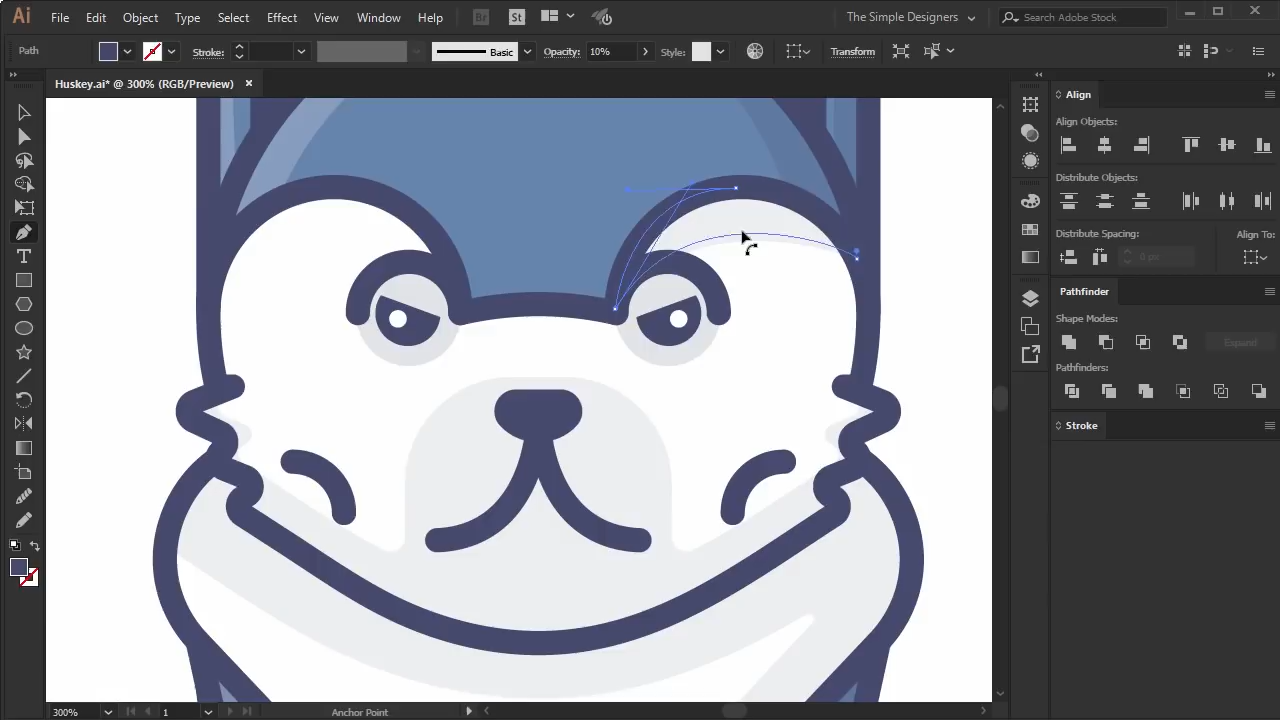 Ai File Edit Object Type Select Effect View Window Help Br St The Simple Designers Search Adobe Stock
Path Stroke: Basic Opacity: 10% Style: Transform
Huskey.ai* @ 300% (RGB/Preview) ×
Align
Align Objects:
Distribute Objects:
Distribute Spacing: Align To:
0 px
Pathfinder
Shape Modes:
Expand
Pathfinders:
Stroke
300% 1 Anchor Point